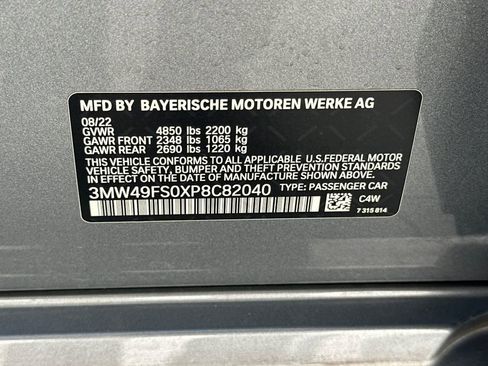 MFD BY BAYERISCHE MOTOREN WERKE AG
08/22
GVWR 4850 lbs 2200 kg
GAWR FRONT 2348 lbs 1065 kg
GAWR REAR 2690 lbs 1220 kg
THIS VEHICLE CONFORMS TO ALL APPLICABLE U.S.FEDERAL MOTOR
VEHICLE SAFETY, BUMPER AND THEFT PREVENTION STANDARDS IN
EFFECT ON THE DATE OF MANUFACTURE SHOWN ABOVE.
3MW49FS0XP8C82040 TYPE: PASSENGER CAR
C4W
7 315 814